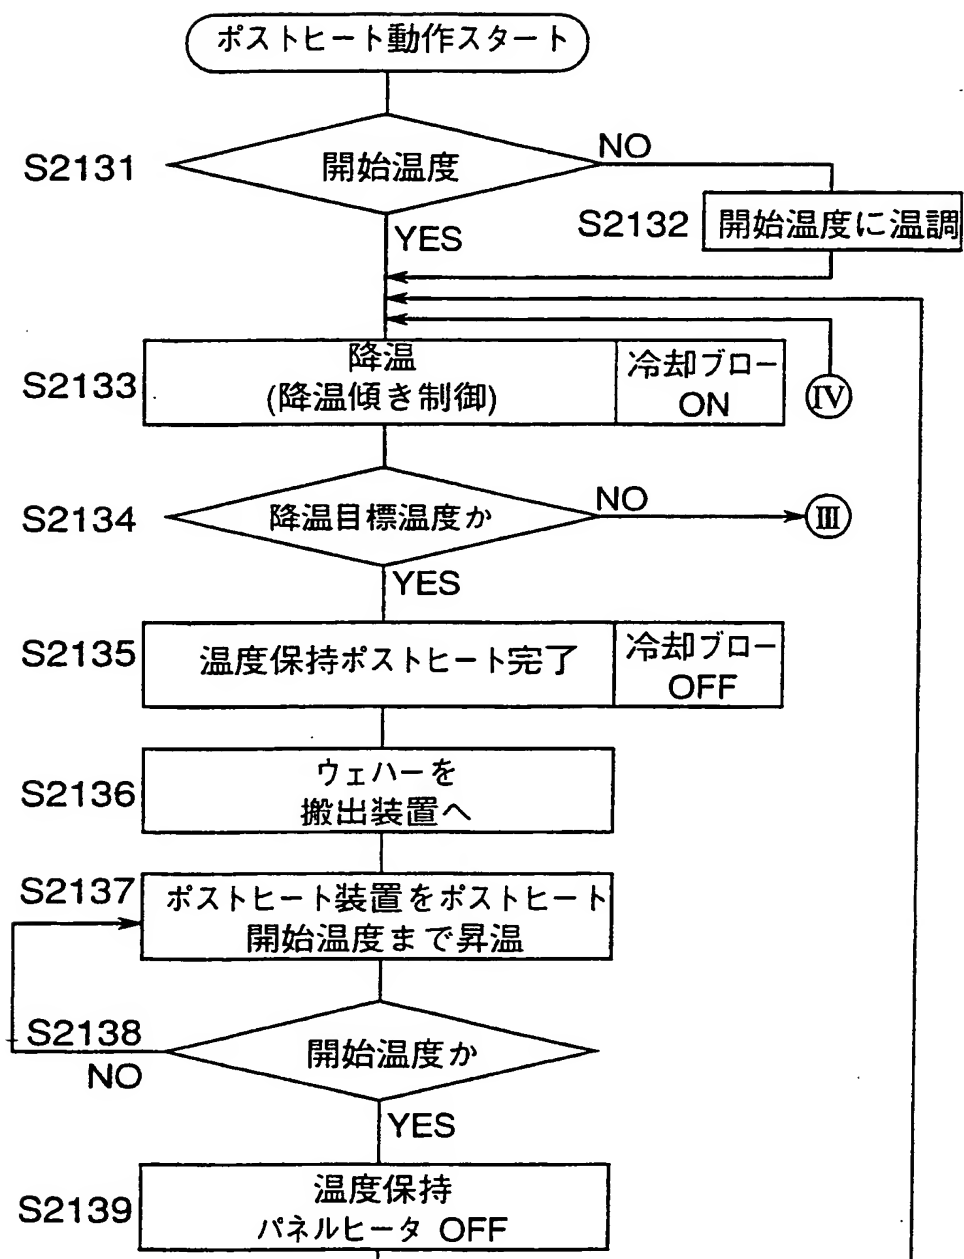 ポストヒート動作スタート
S2131
開始温度
NO
YES
S2132
開始温度に温調
S2133
降温
(降温傾き制御)
冷却ブロー
ON
Ⅳ
S2134
降温目標温度か
NO
Ⅲ
YES
S2135
温度保持ポストヒート完了
冷却ブロー
OFF
S2136
ウェハーを
搬出装置へ
S2137
ポストヒート装置をポストヒート
開始温度まで昇温
S2138
開始温度か
NO
YES
S2139
温度保持
パネルヒータ OFF